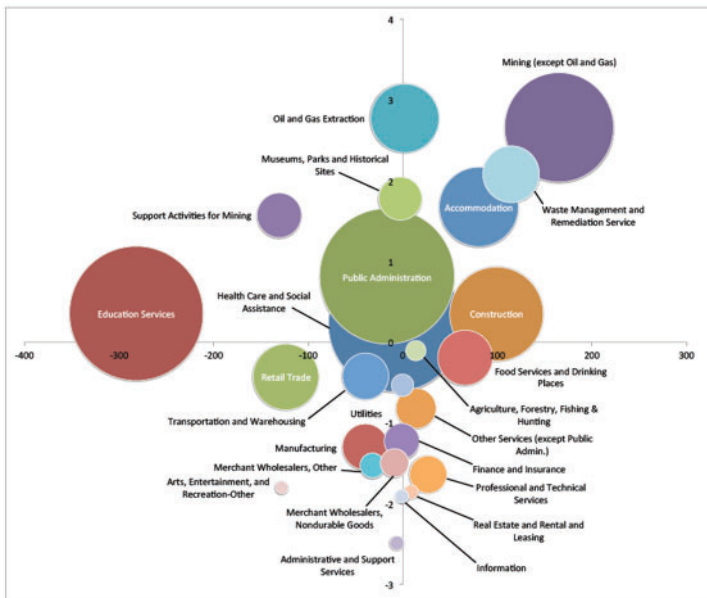 4
Mining (except Oil and Gas)
3
Oil and Gas Extraction
Museums, Parks and Historical
Sites
2
Support Activities for Mining
Accommodation
Waste Management and
Remediation Service
1
Public Administration
Health Care and Social
Assistance
Education Services
Construction
0
-400
-300
-200
-100
0
100
200
300
Food Services and Drinking
Places
Retail Trade
Agriculture, Forestry, Fishing &
Hunting
Transportation and Warehousing
Utilities
-1
Other Services (except Public
Admin.)
Manufacturing
Finance and Insurance
Merchant Wholesalers, Other
Arts, Entertainment, and
Recreation-Other
Professional and Technical
Services
-2
Merchant Wholesalers,
Nondurable Goods
Real Estate and Rental and
Leasing
Administrative and Support
Services
Information
-3